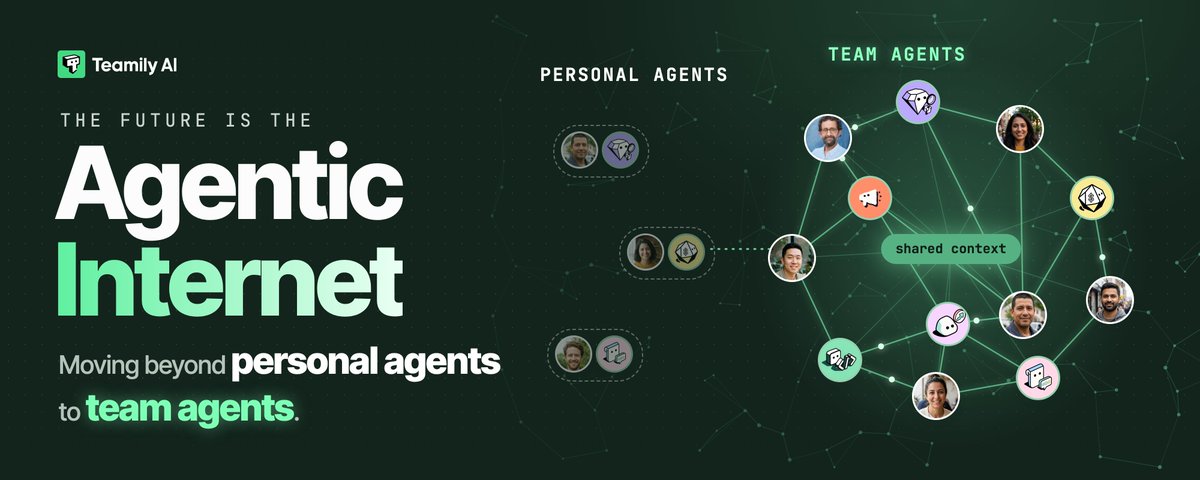 Teamily AI
THE FUTURE IS THE
Agentic
Internet
Moving beyond personal agents
to team agents.
PERSONAL AGENTS
TEAM AGENTS
shared context